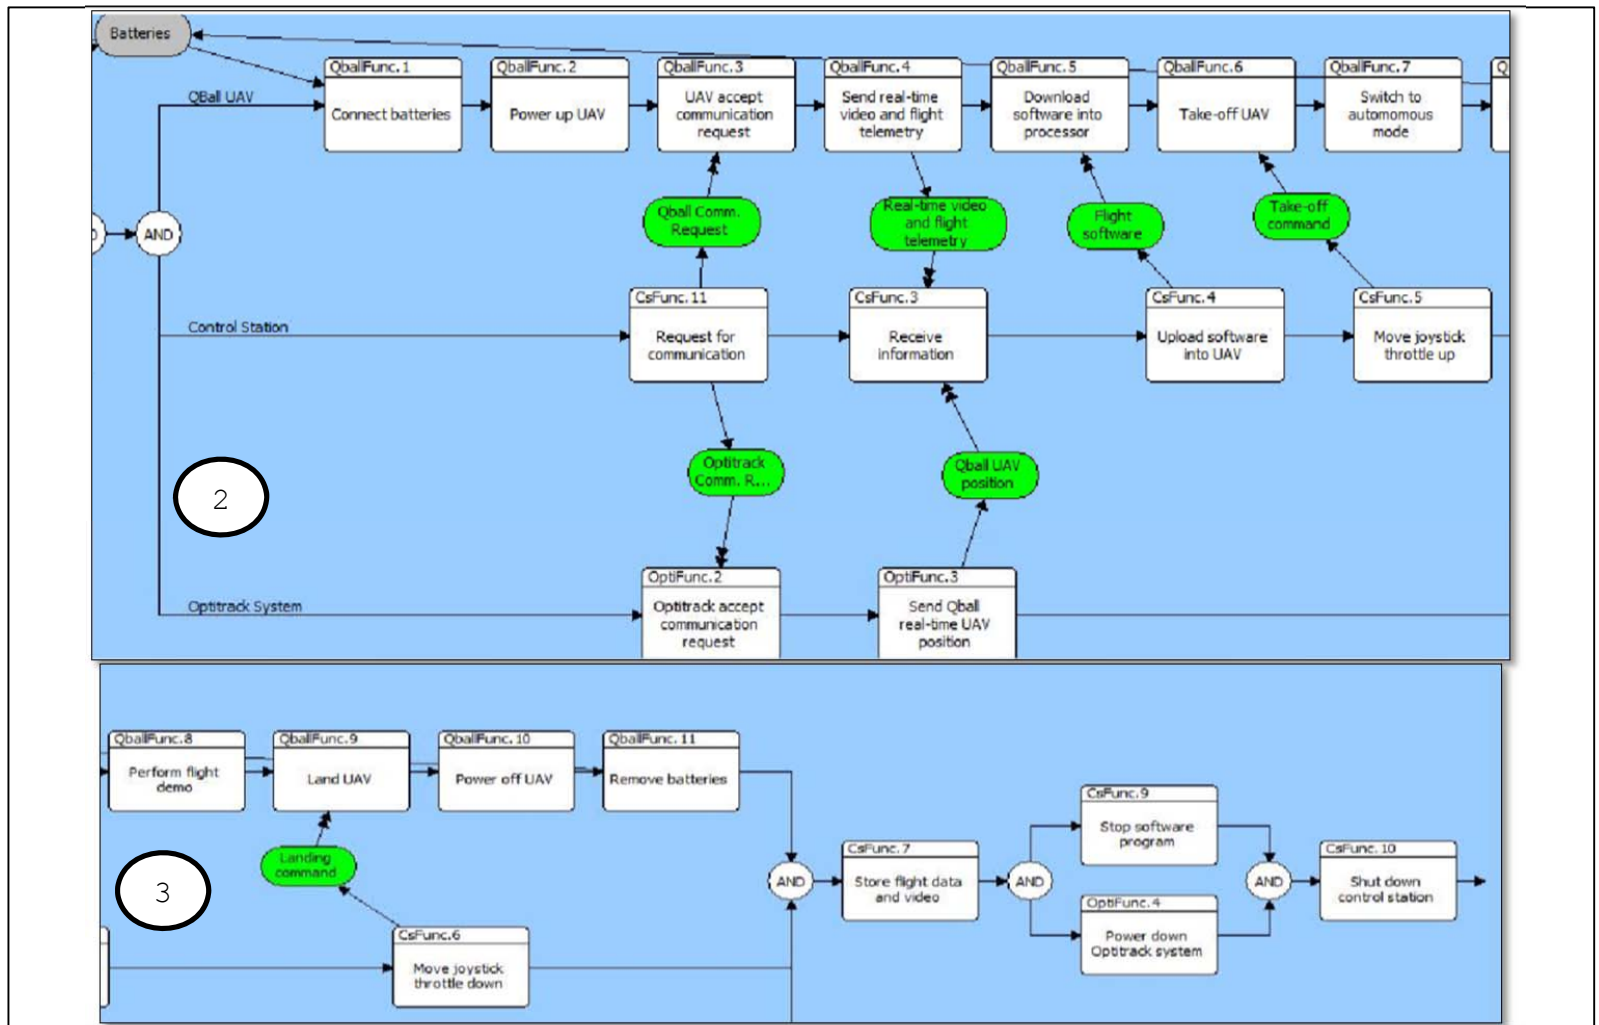 Batteries
QballFunc.1
Connect batteries
QballFunc.2
Power up UAV
QballFunc.3
UAV accept
communication
request
QballFunc.4
Send real-time
video and flight
telemetry
QballFunc.5
Download
software into
processor
QballFunc.6
Take-off UAV
QballFunc.7
Switch to
automomous
mode
Q
QBall UAV
Qball Comm.
Request
Real-time video
and flight
telemetry
Flight
software
Take-off
command
AND
Control Station
CsFunc.11
Request for
communication
CsFunc.3
Receive
information
CsFunc.4
Upload software
into UAV
CsFunc.5
Move joystick
throttle up
Optitrack
Comm. R...
Qball UAV
position
2
Optitrack System
OptiFunc.2
Optitrack accept
communication
request
OptiFunc.3
Send Qball
real-time UAV
position
QballFunc.8
Perform flight
demo
QballFunc.9
Land UAV
QballFunc.10
Power off UAV
QballFunc.11
Remove batteries
Landing
command
3
CsFunc.6
Move joystick
throttle down
AND
CsFunc.7
Store flight data
and video
AND
CsFunc.9
Stop software
program
OptiFunc.4
Power down
Optitrack system
AND
CsFunc.10
Shut down
control station